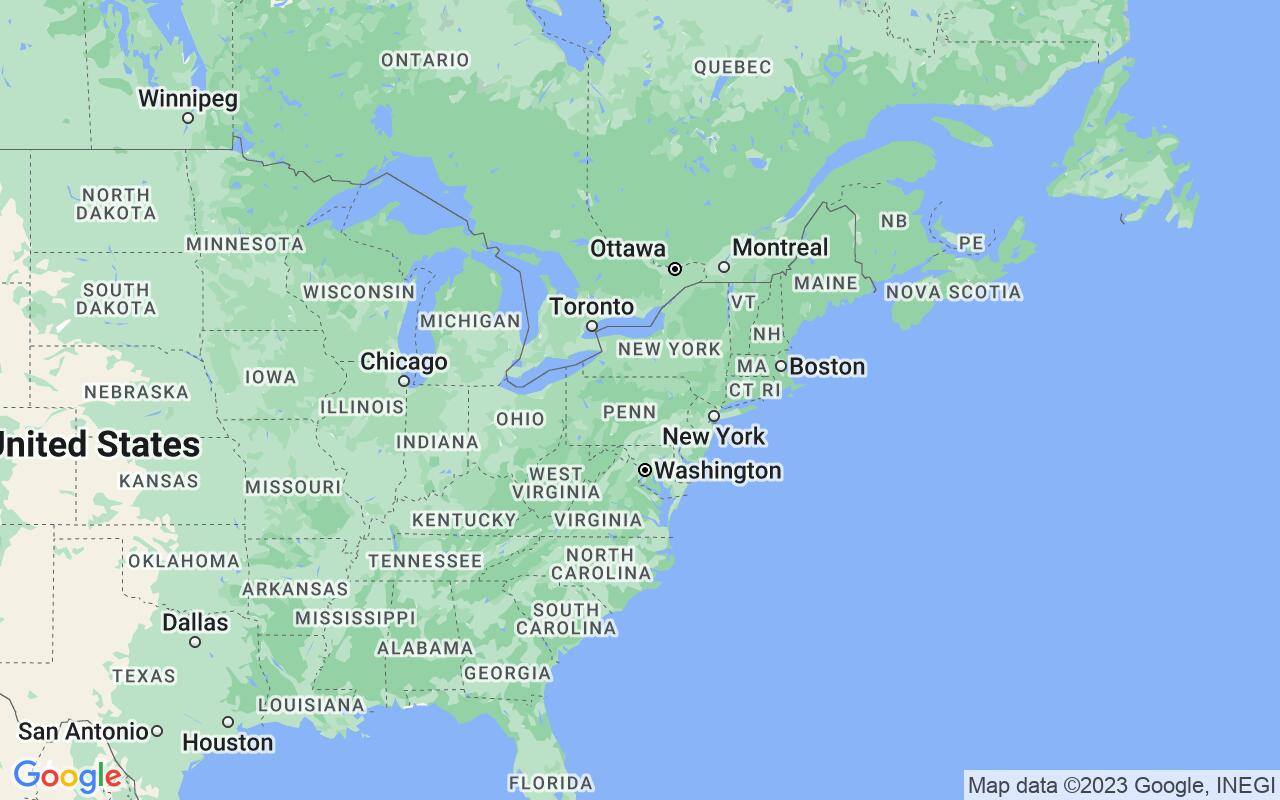 ONTARIO
QUEBEC
Winnipeg
NORTH
DAKOTA
MINNESOTA
NB
PE
Ottawa
Montreal
MAINE
NOVA SCOTIA
SOUTH
DAKOTA
WISCONSIN
MICHIGAN
Toronto
VT
NH
NEW YORK
Chicago
MA
Boston
IOWA
NEBRASKA
CT RI
ILLINOIS
OHIO
PENN
INDIANA
New York
United States
Washington
KANSAS
MISSOURI
WEST
VIRGINIA
KENTUCKY
VIRGINIA
OKLAHOMA
TENNESSEE
NORTH
CAROLINA
ARKANSAS
MISSISSIPPI
SOUTH
CAROLINA
Dallas
ALABAMA
GEORGIA
TEXAS
LOUISIANA
San Antonio
Houston
Google
FLORIDA
Map data ©2023 Google, INEGI